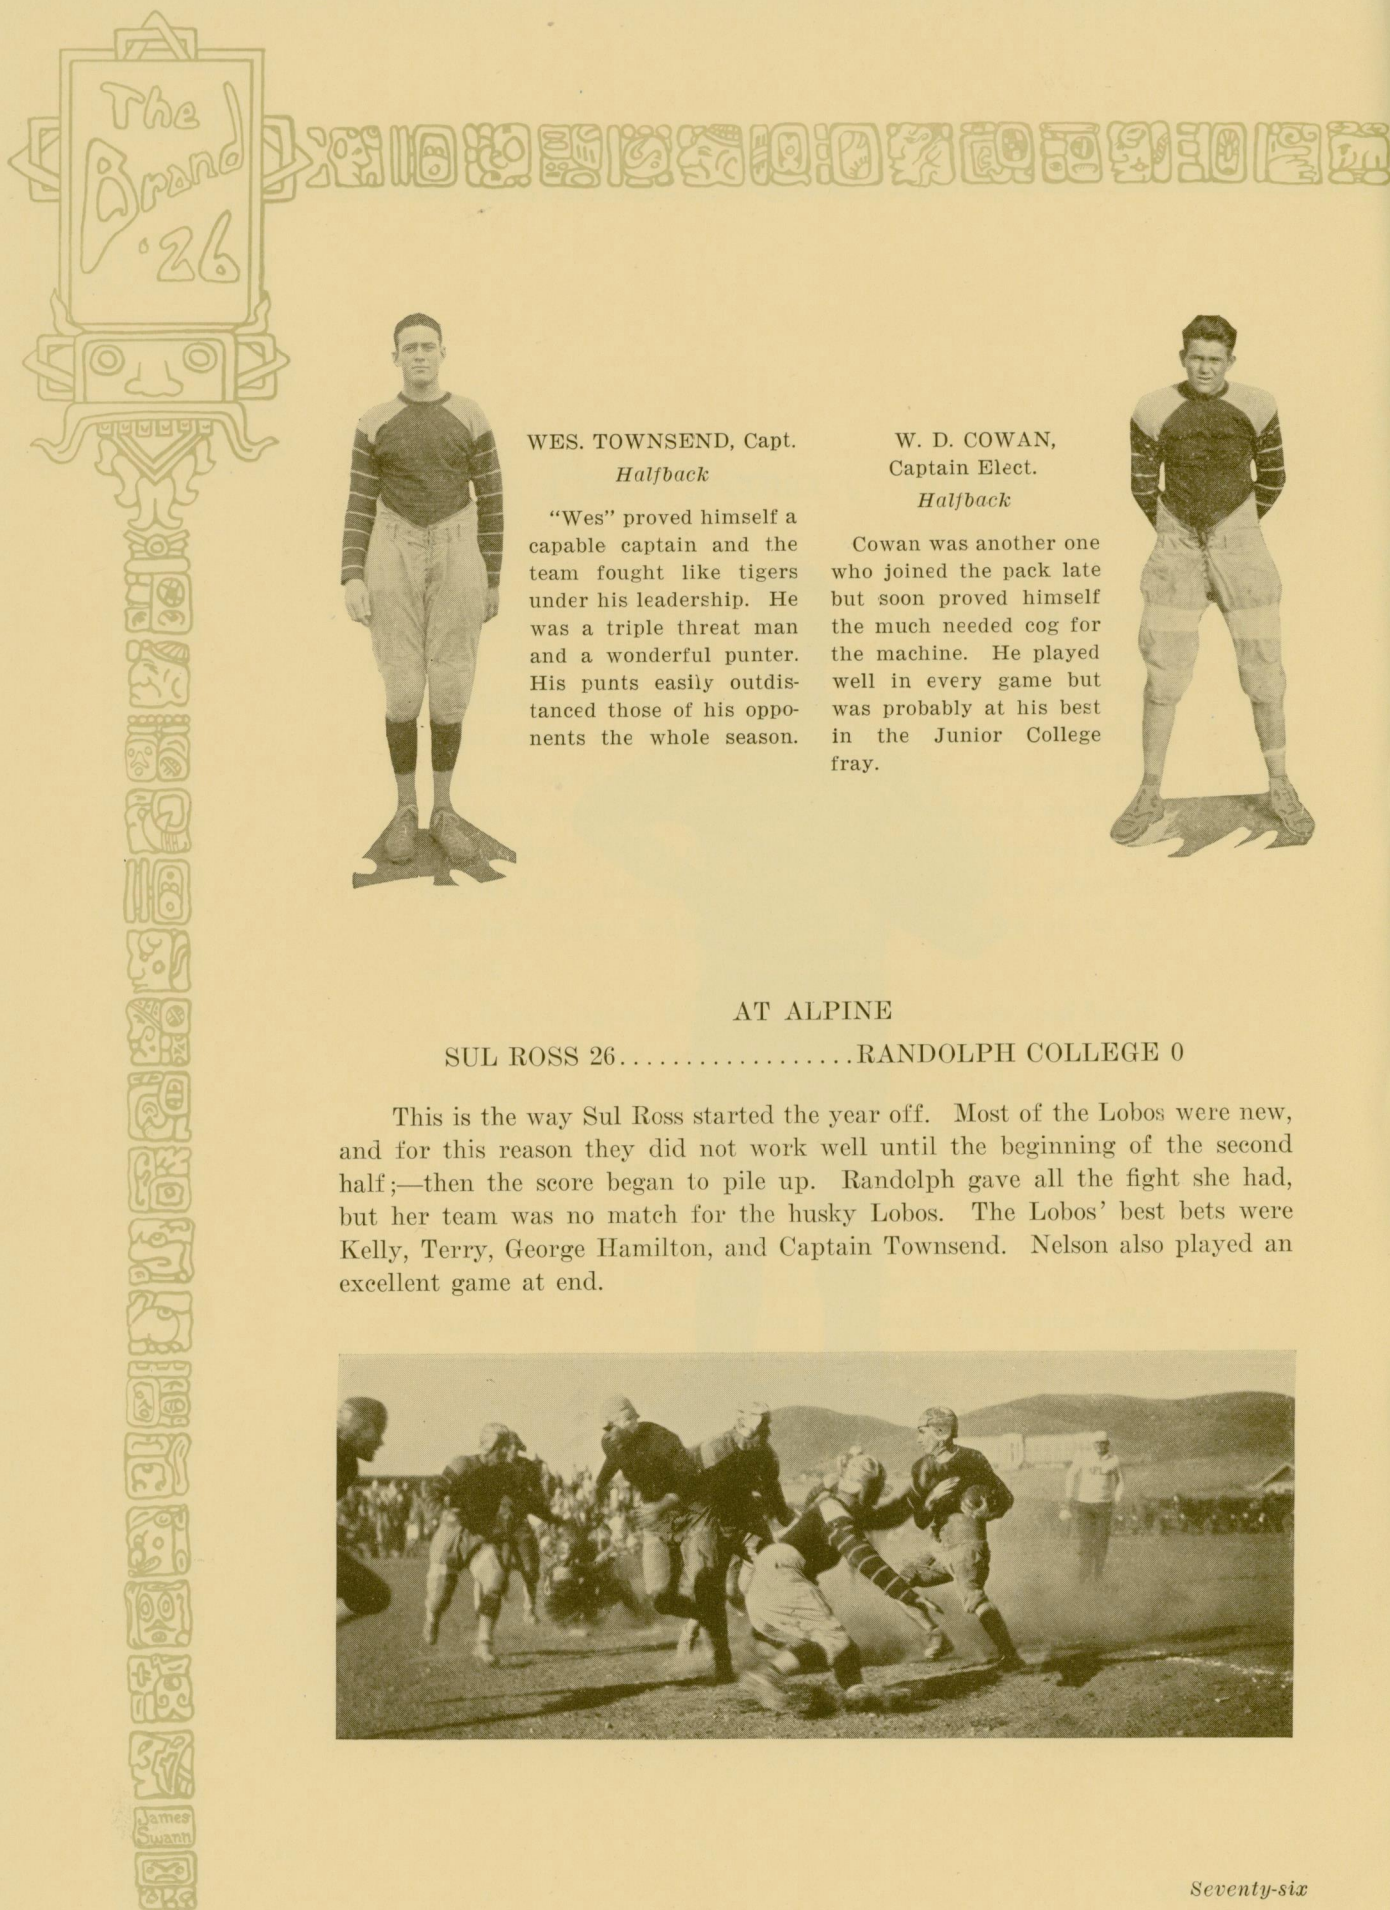 The
Brand
'26
WES. TOWNSEND, Capt.
Halfback
"Wes" proved himself a
capable captain and the
team fought like tigers
under his leadership. He
was a triple threat man
and a wonderful punter.
His punts easily outdis-
tanced those of his oppo-
nents the whole season.
W. D. COWAN,
Captain Elect.
Halfback
Cowan was another one
who joined the pack late
but soon proved himself
the much needed cog for
the machine. He played
well in every game but
was probably at his best
in the Junior College
fray.
AT ALPINE
SUL ROSS 26..................RANDOLPH COLLEGE 0
This is the way Sul Ross started the year off. Most of the Lobos were new,
and for this reason they did not work well until the beginning of the second
half;—then the score began to pile up. Randolph gave all the fight she had,
but her team was no match for the husky Lobos. The Lobos' best bets were
Kelly, Terry, George Hamilton, and Captain Townsend. Nelson also played an
excellent game at end.
James
Swann
Seventy-six